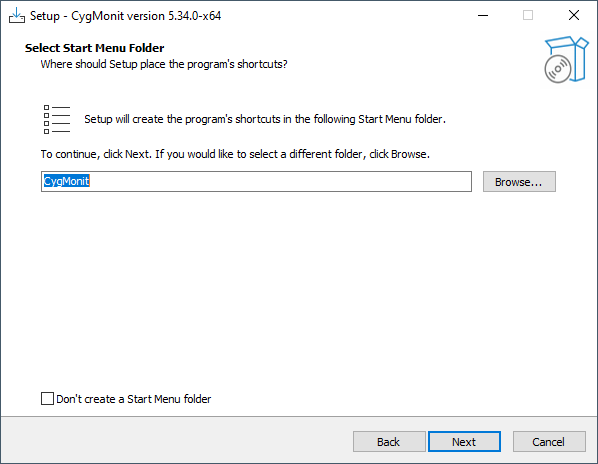 Setup - CygMonit version 5.34.0-x64
Select Start Menu Folder
Where should Setup place the program's shortcuts?
Setup will create the program's shortcuts in the following Start Menu folder.
To continue, click Next. If you would like to select a different folder, click Browse.
CygMonit
Browse...
Don't create a Start Menu folder
Back
Next
Cancel